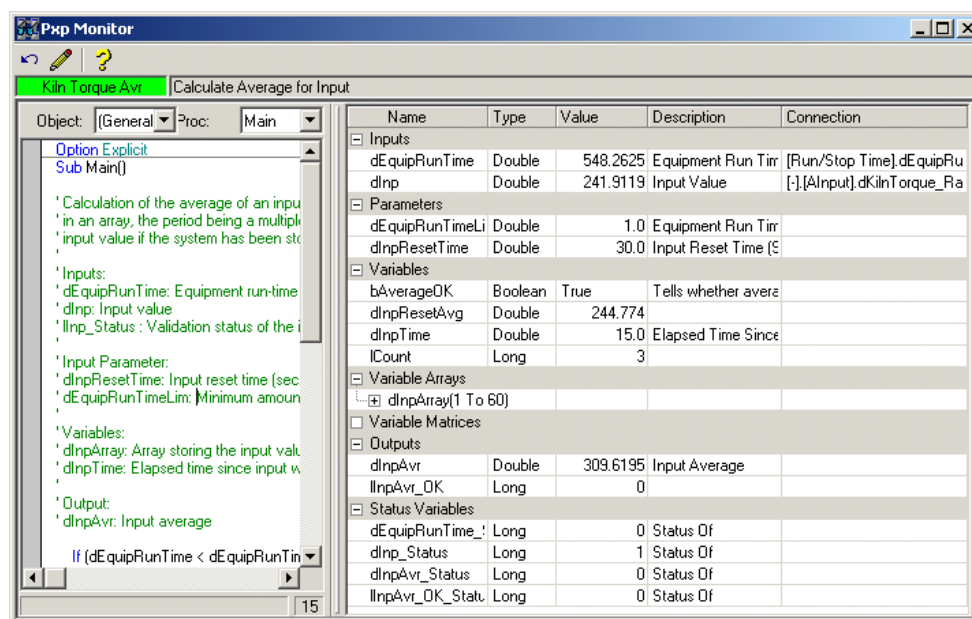 Pxp Monitor
Kiln Torque Avr Calculate Average for Input
Object: (General Proc: Main
Option Explicit
Sub Main()
' Calculation of the average of an inpu
' in an array, the period being a multipl
' input value if the system has been sto
'
' Inputs:
' dEquipRunTime: Equipment run-time
' dInp: Input value
' lInp_Status : Validation status of the i
'
' Input Parameter:
' dInpResetTime: Input reset time (sec
' dEquipRunTimeLim: Minimum amoun
'
' Variables:
' dInpArray: Array storing the input valu
' dInpTime: Elapsed time since input w
'
' Output:
' dInpAvr: Input average
If (dEquipRunTime < dEquipRunTin
15
Name Type Value Description Connection
Inputs
dEquipRunTime Double 548.2625 Equipment Run Tim [Run/Stop Time].dEquipRu
dInp Double 241.9119 Input Value [-].[AInput].dKilnTorque_Ra
Parameters
dEquipRunTimeLi Double 1.0 Equipment Run Tim
dInpResetTime Double 30.0 Input Reset Time (S
Variables
bAverageOK Boolean True Tells whether avera
dInpResetAvg Double 244.774
dInpTime Double 15.0 Elapsed Time Since
lCount Long 3
Variable Arrays
dInpArray(1 To 60)
Variable Matrices
Outputs
dInpAvr Double 309.6195 Input Average
lInpAvr_OK Long 0
Status Variables
dEquipRunTime_S Long 0 Status Of
dInp_Status Long 1 Status Of
dInpAvr_Status Long 0 Status Of
lInpAvr_OK_Statu Long 0 Status Of